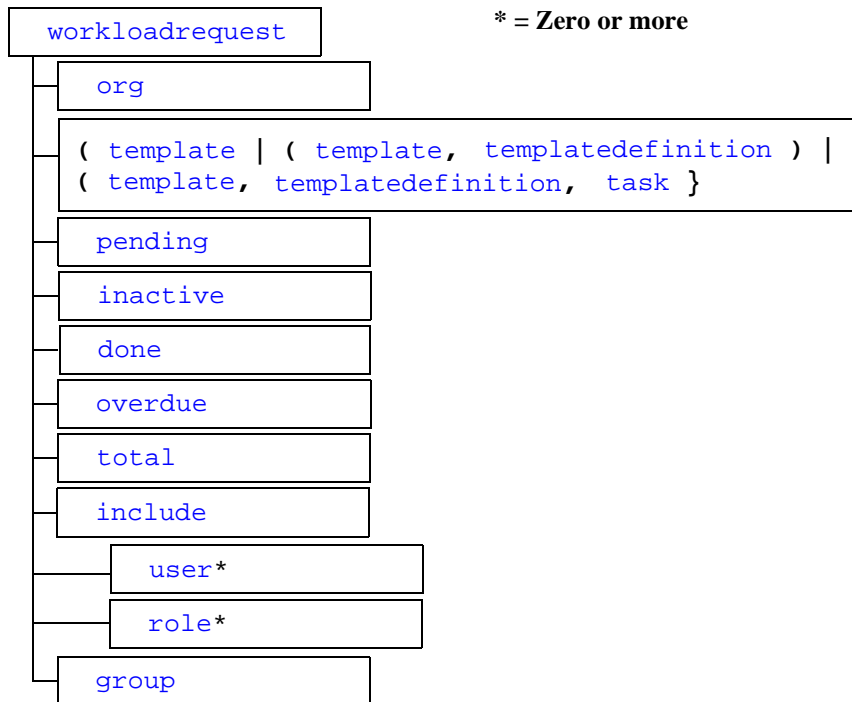 workloadrequest
* = Zero or more
org
( template | ( template, templatedefinition ) |
( template, templatedefinition, task }
pending
inactive
done
overdue
total
include
user*
role*
group